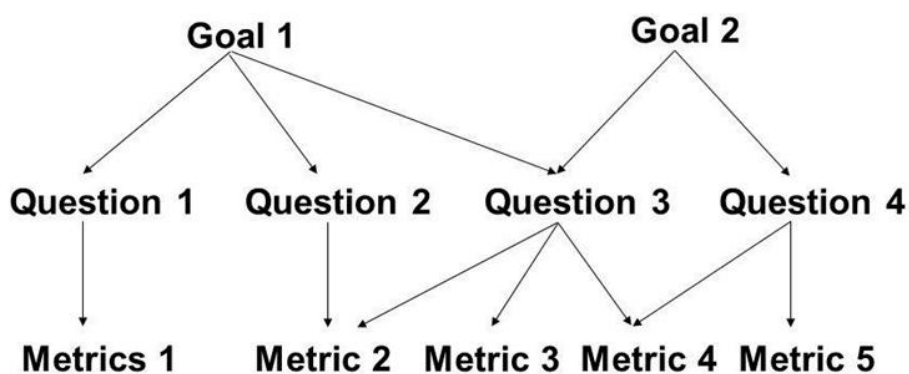 Goal 1 Goal 2
Question 1 Question 2 Question 3 Question 4
Metrics 1 Metric 2 Metric 3 Metric 4 Metric 5